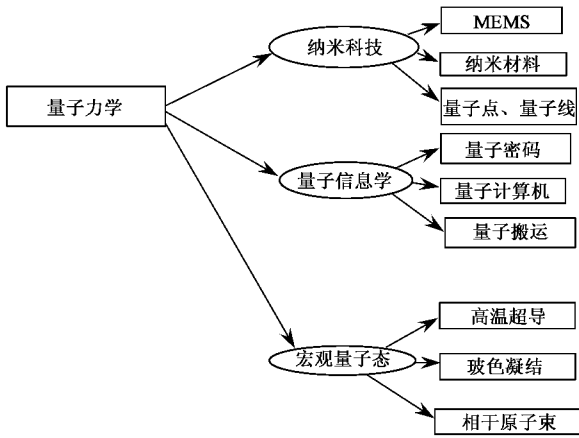 量子力学
纳米科技
MEMS
纳米材料
量子点、量子线
量子信息学
量子密码
量子计算机
量子搬运
宏观量子态
高温超导
玻色凝结
相干原子束